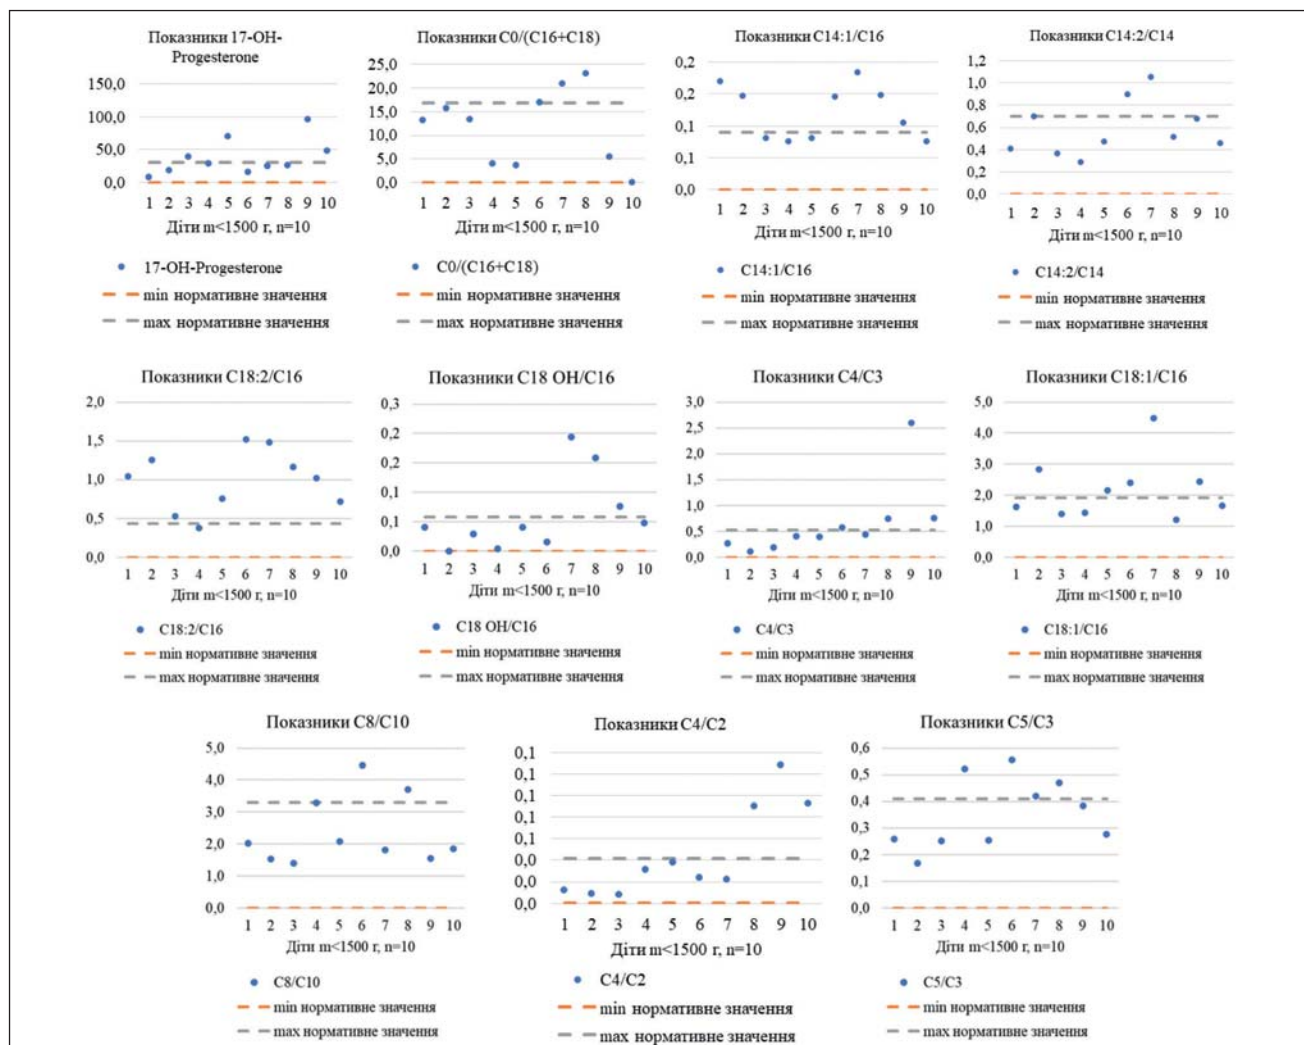 Показники 17-OH-
Progesterone
150,0
100,0
50,0
0,0
1 2 3 4 5 6 7 8 9 10
Діти m<1500 г, n=10
17-OH-Progesterone
min нормативне значення
max нормативне значення
Показники C0/(C16+C18)
25,0
20,0
15,0
10,0
5,0
0,0
1 2 3 4 5 6 7 8 9 10
Діти m<1500 г, n=10
C0/(C16+C18)
min нормативне значення
max нормативне значення
Показники C14:1/C16
0,2
0,2
0,1
0,1
0,0
1 2 3 4 5 6 7 8 9 10
Діти m<1500 г, n=10
C14:1/C16
min нормативне значення
max нормативне значення
Показники C14:2/C14
1,2
1,0
0,8
0,6
0,4
0,2
0,0
1 2 3 4 5 6 7 8 9 10
Діти m<1500 г, n=10
C14:2/C14
min нормативне значення
max нормативне значення
Показники C18:2/C16
2,0
1,5
1,0
0,5
0,0
1 2 3 4 5 6 7 8 9 10
Діти m<1500 г, n=10
C18:2/C16
min нормативне значення
max нормативне значення
Показники C18 OH/C16
0,3
0,2
0,2
0,1
0,1
0,0
1 2 3 4 5 6 7 8 9 10
Діти m<1500 г, n=10
C18 OH/C16
min нормативне значення
max нормативне значення
Показники C4/C3
3,0
2,5
2,0
1,5
1,0
0,5
0,0
1 2 3 4 5 6 7 8 9 10
Діти m<1500 г, n=10
C4/C3
min нормативне значення
max нормативне значення
Показники C18:1/C16
5,0
4,0
3,0
2,0
1,0
0,0
1 2 3 4 5 6 7 8 9 10
Діти m<1500 г, n=10
C18:1/C16
min нормативне значення
max нормативне значення
Показники C8/C10
5,0
4,0
3,0
2,0
1,0
0,0
1 2 3 4 5 6 7 8 9 10
Діти m<1500 г, n=10
C8/C10
min нормативне значення
max нормативне значення
Показники C4/C2
0,1
0,1
0,1
0,1
0,1
0,0
0,0
0,0
1 2 3 4 5 6 7 8 9 10
Діти m<1500 г, n=10
C4/C2
min нормативне значення
max нормативне значення
Показники C5/C3
0,6
0,5
0,4
0,3
0,2
0,1
0,0
1 2 3 4 5 6 7 8 9 10
Діти m<1500 г, n=10
C5/C3
min нормативне значення
max нормативне значення